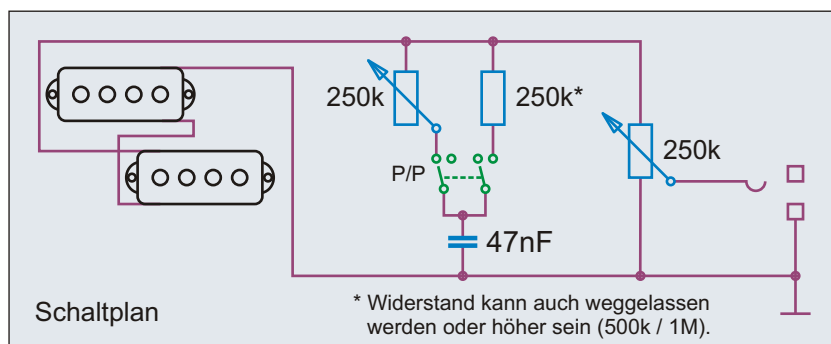 250k
250k*
250k
P/P
47nF
Schaltplan
* Widerstand kann auch weggelassen
werden oder höher sein (500k / 1M).